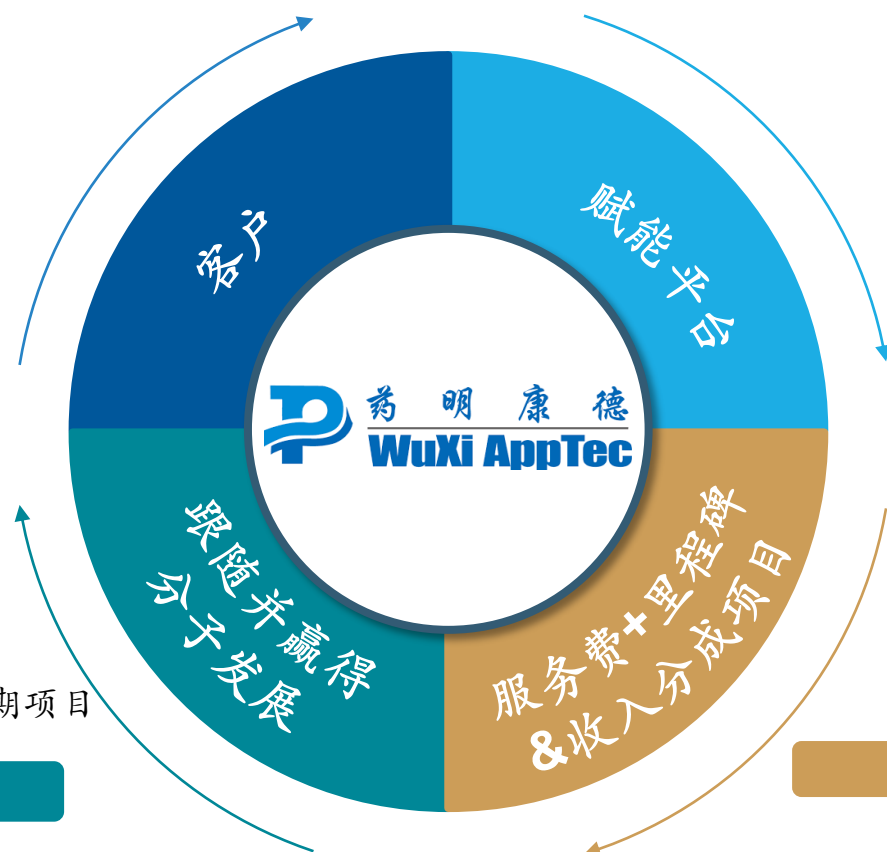 客户
赋能平台
药明康德
WuXi AppTec
跟随并赢得
分子发展
服务费+里程碑
&收入分成项目
期项目